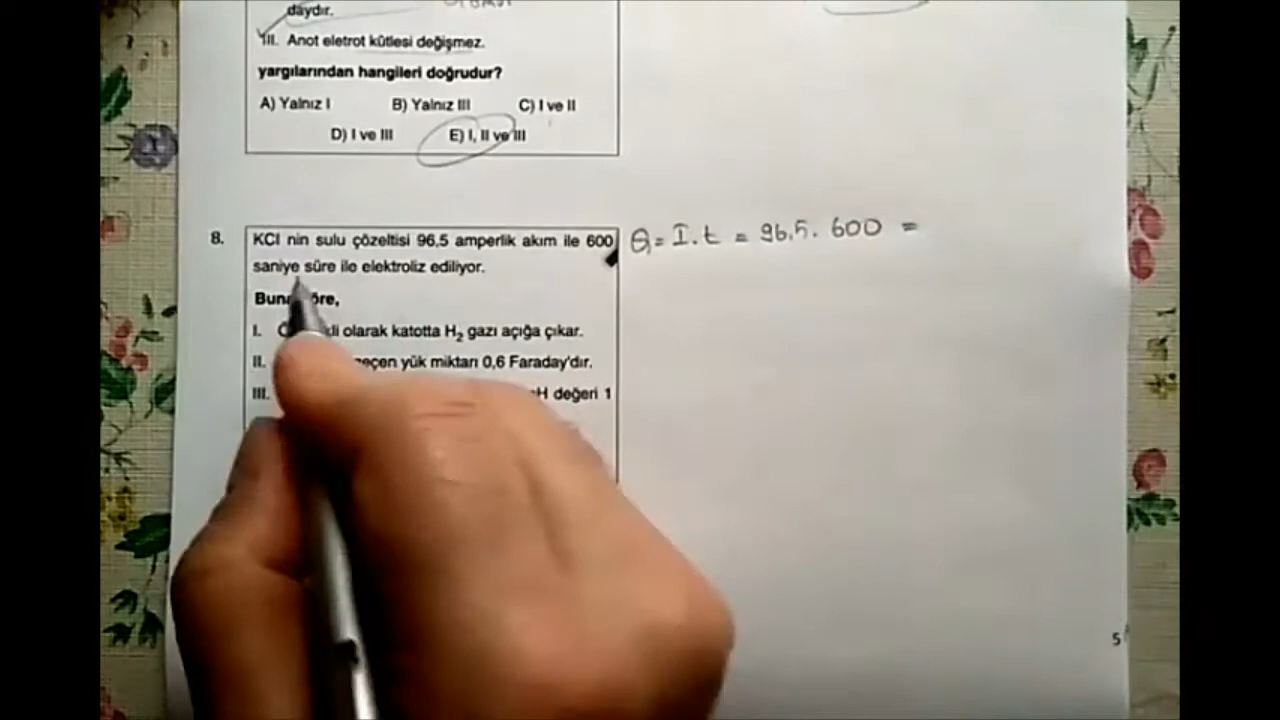 daydır.
III. Anot eletrot kütlesi değişmez.
yargılarından hangileri doğrudur?
A) Yalnız I B) Yalnız III C) I ve II
D) I ve III E) I, II ve III
8. KCl nin sulu çözeltisi 96,5 amperlik akım ile 600
saniye süre ile elektroliz ediliyor.
Q = I.t = 96,5. 600 =
I. olarak katotta H₂ gazı açığa çıkar.
II. geçen yük miktarı 0,6 Faraday'dır.
III. değeri 1
5